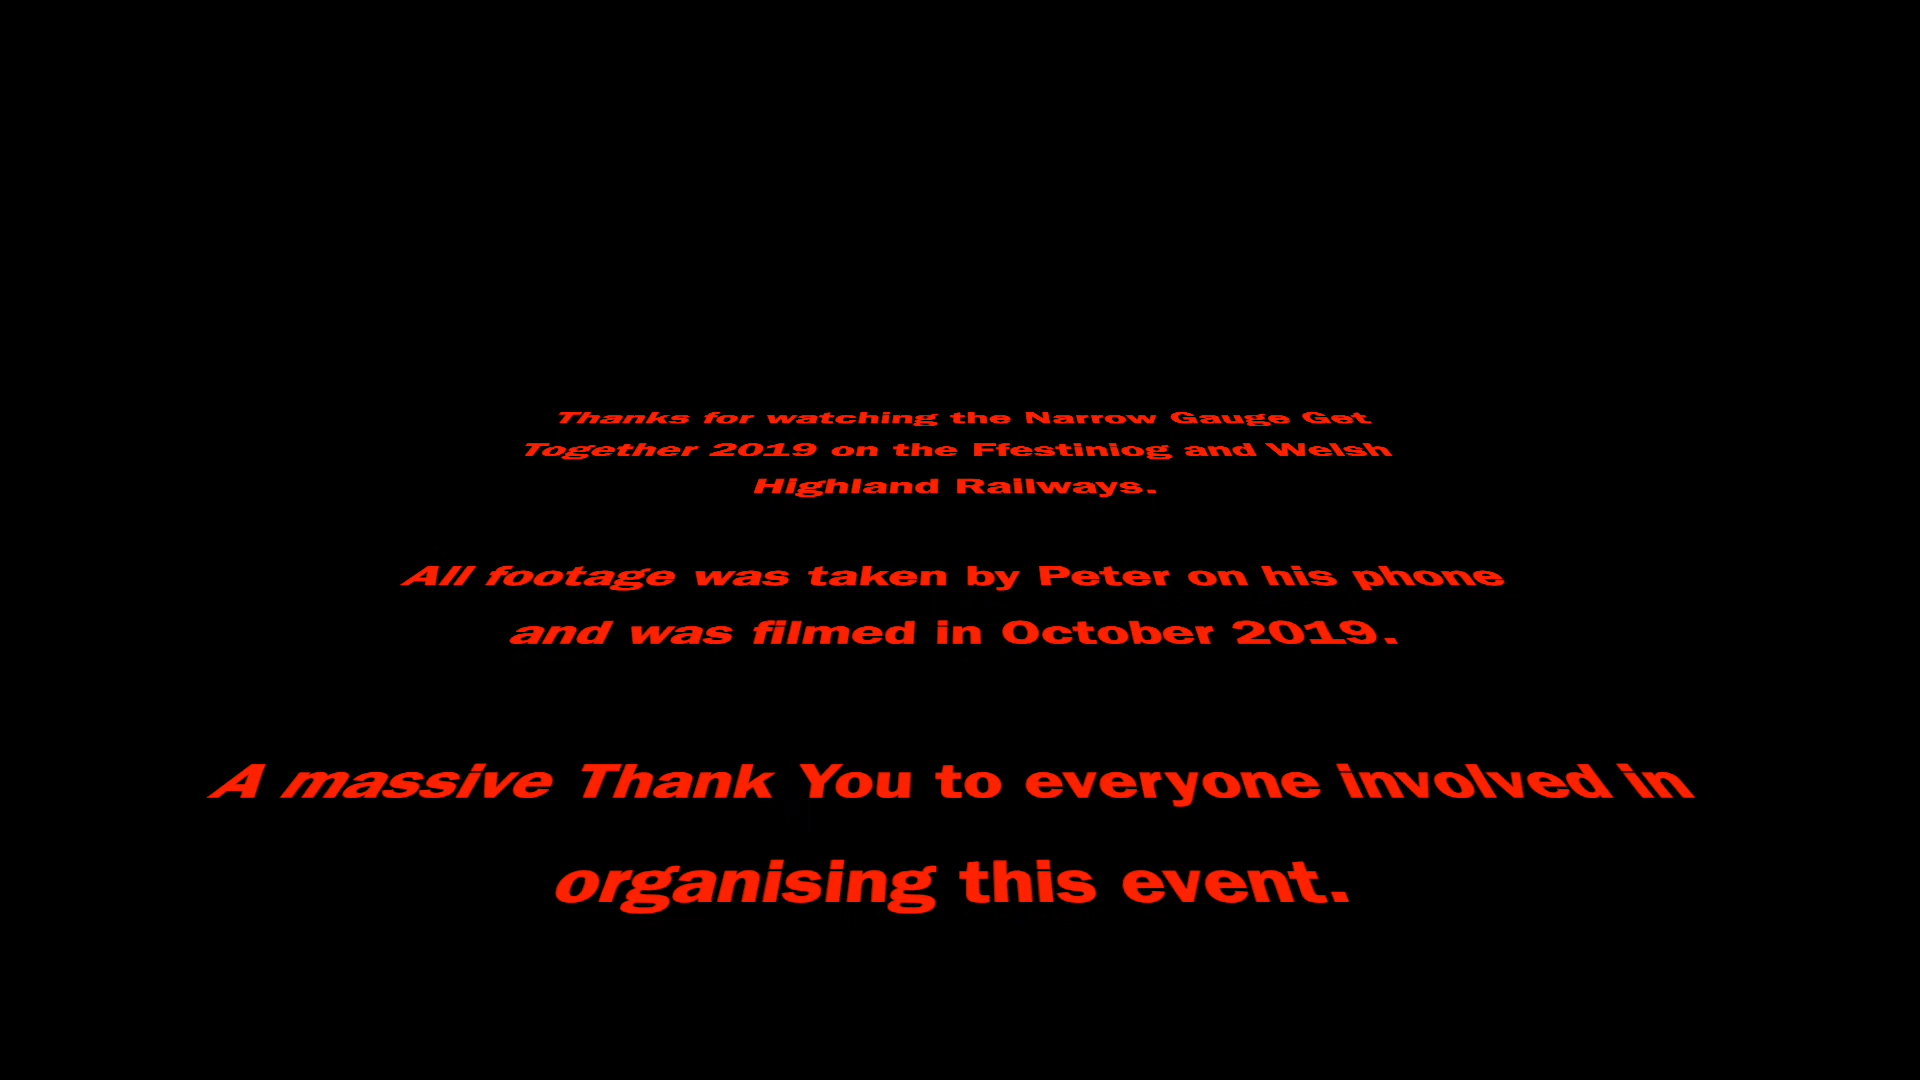 Thanks for watching the Narrow Gauge Get
Together 2019 on the Ffestiniog and Welsh
Highland Railways.
All footage was taken by Peter on his phone
and was filmed in October 2019.
A massive Thank You to everyone involved in
organising this event.